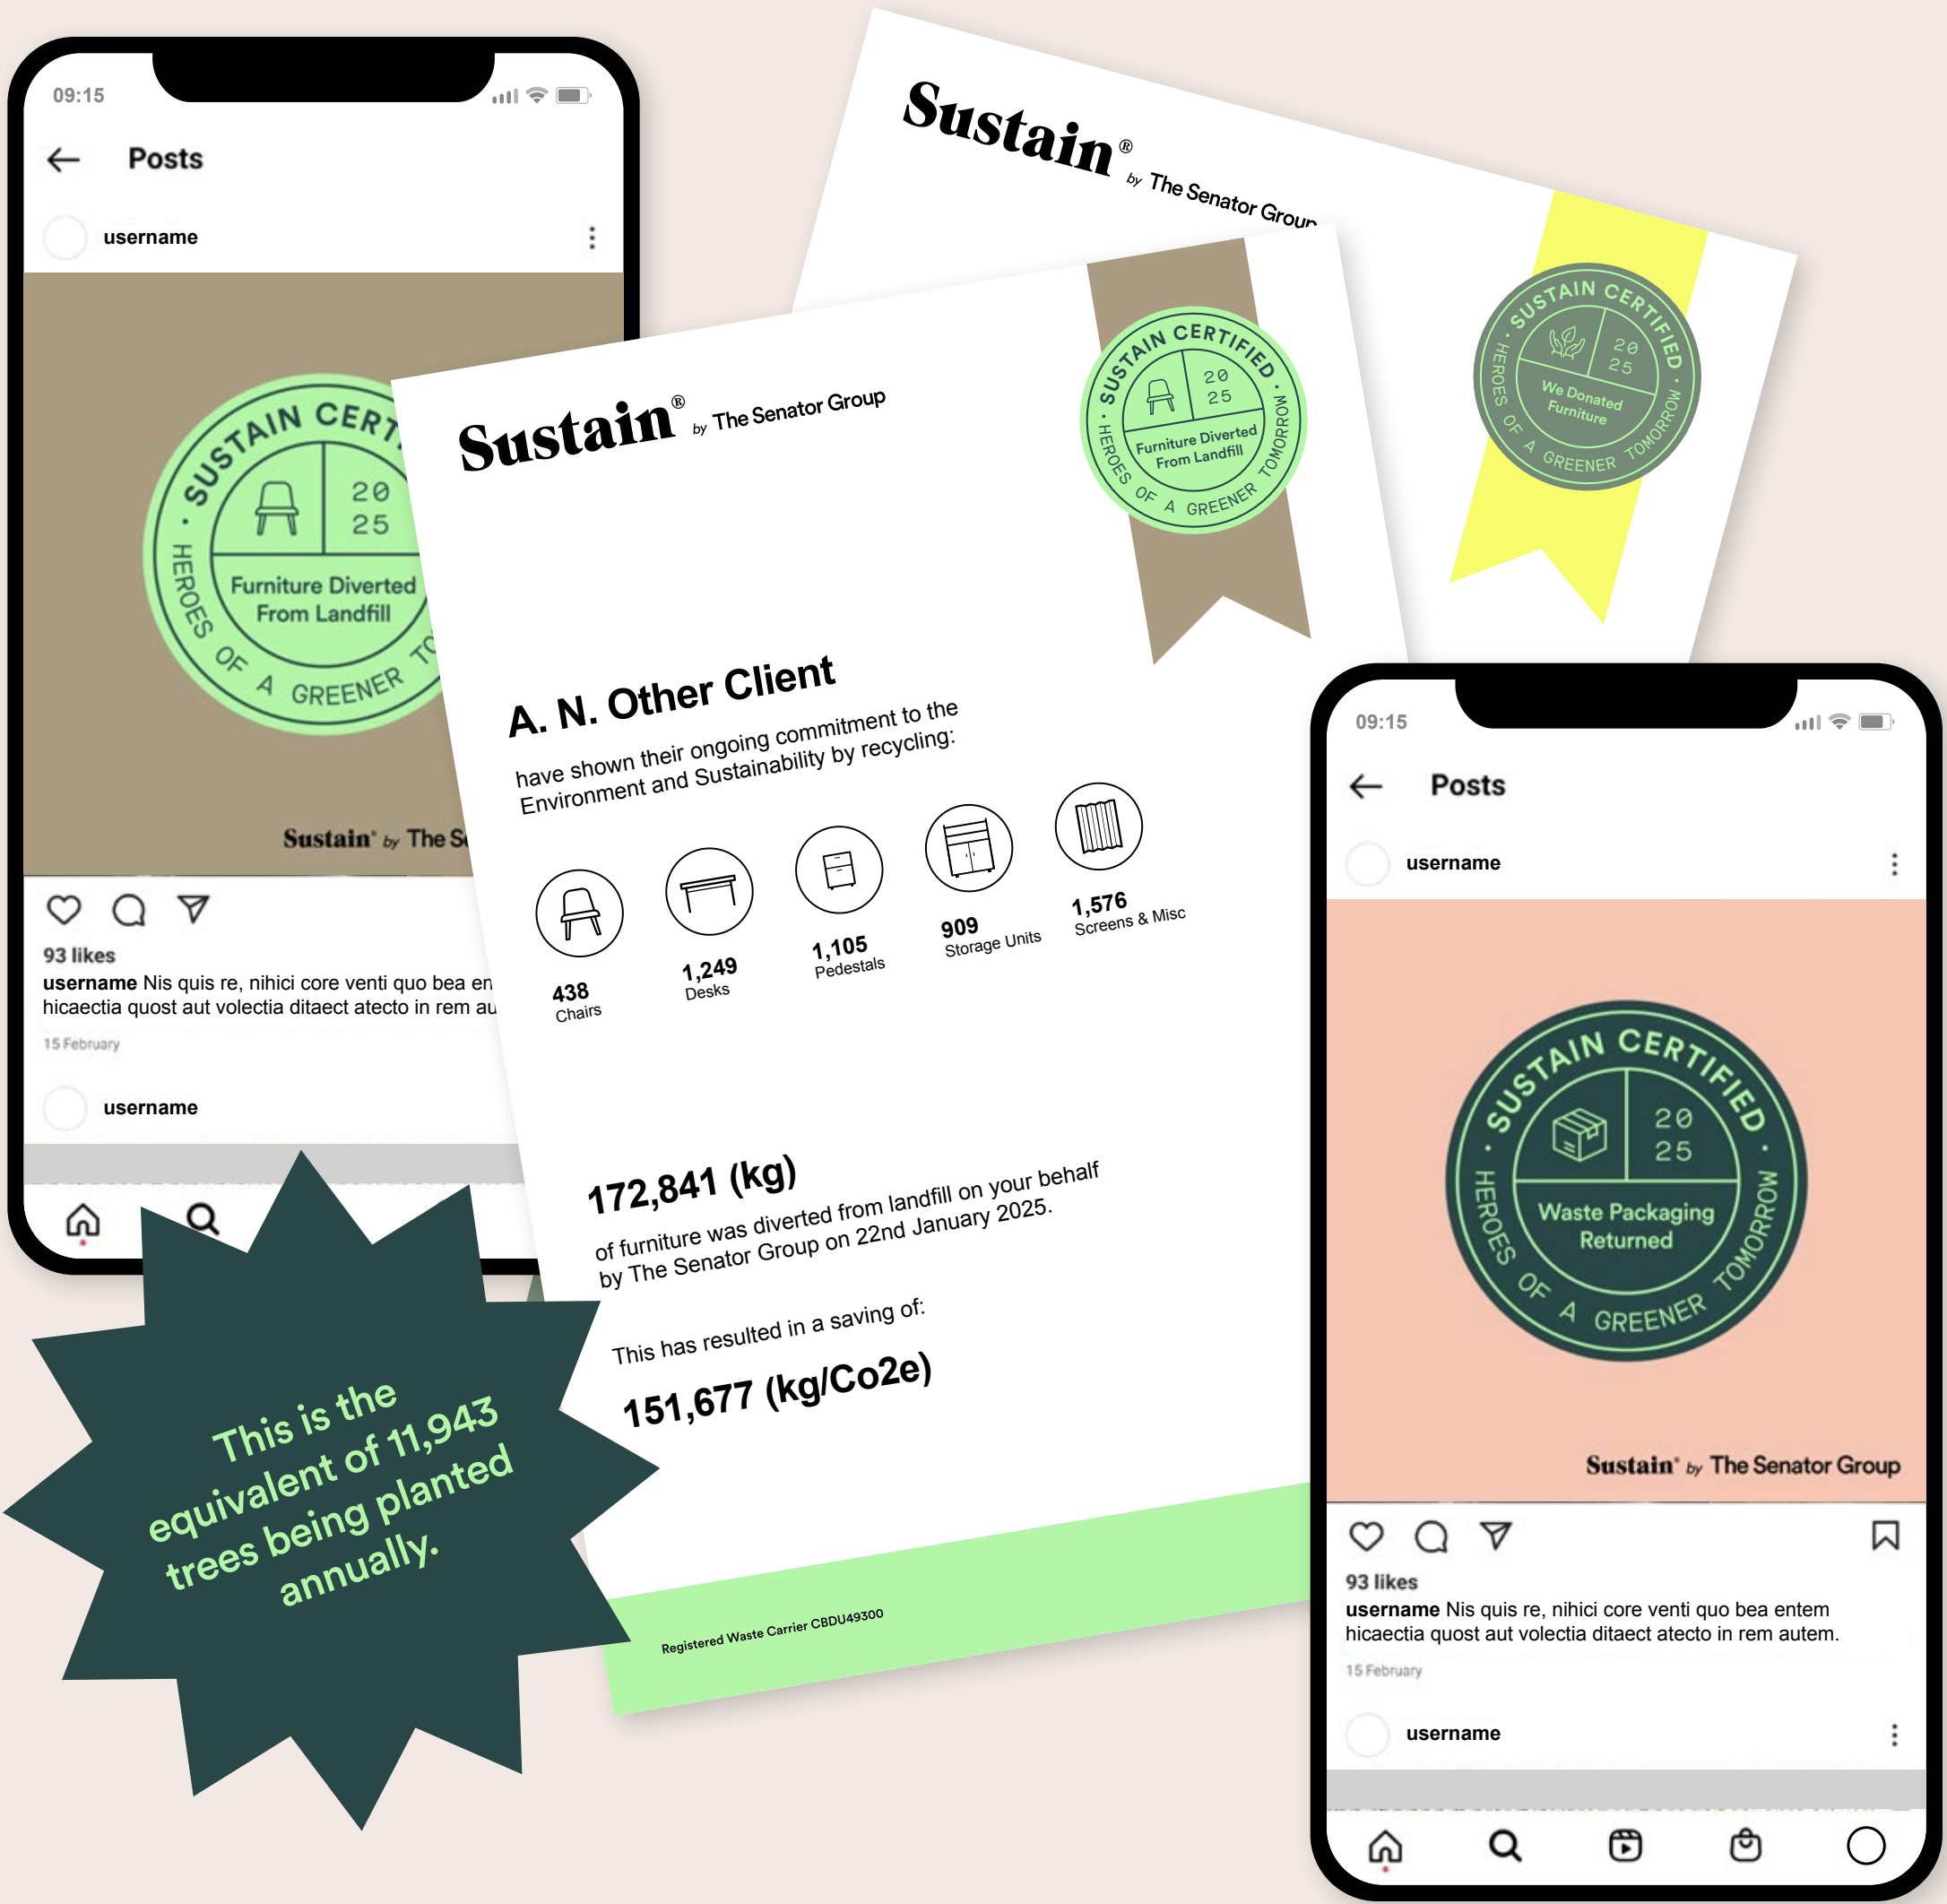 09:15
Posts
username
SUSTAIN CERT
20
25
Furniture Diverted
From Landfill
HEROES OF A GREENER
Sustain® by The
93 likes
username Nis quis re, nihici core venti quo bea
hicaectia quost aut volectia ditaect atecto in rem
15 February
username
This is the
equivalent of 11,943
trees being planted
annually.
Sustain® by The Senator Group
SUSTAIN CERTIFIED
20
25
We Donated
Furniture
HEROES OF A GREENER TOMORROW
Sustain® by The Senator Group
SUSTAIN CERTIFIED
20
25
Furniture Diverted
From Landfill
HEROES OF A GREENER TOMORROW
A. N. Other Client
have shown their ongoing commitment to the
Environment and Sustainability by recycling:
438
Chairs
1,249
Desks
1,105
Pedestals
909
Storage Units
1,576
Screens & Misc
172,841 (kg)
of furniture was diverted from landfill on your behalf
by The Senator Group on 22nd January 2025.
This has resulted in a saving of:
151,677 (kg/Co2e)
Registered Waste Carrier CBDU49300
09:15
Posts
username
SUSTAIN CERTIFIED
20
25
Waste Packaging
Returned
HEROES OF A GREENER TOMORROW
Sustain® by The Senator Group
93 likes
username Nis quis re, nihici core venti quo bea entem
hicaectia quost aut volectia ditaect atecto in rem autem.
15 February
username